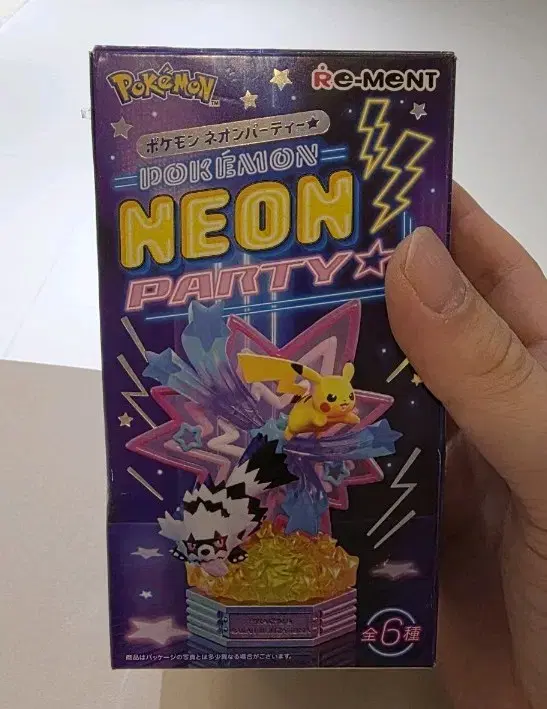 POKÉMON™
Re-MeNT
ポケモン ネオンパーティー★
POKÉMON
NEON
PARTY☆
全6種
商品はパッケージの写真とは多少異なる場合がございます。